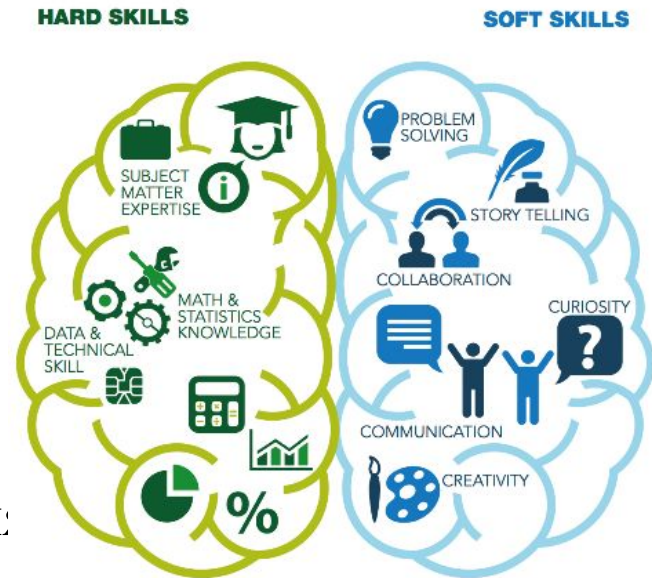 HARD SKILLS
SOFT SKILLS
PROBLEM
SOLVING
SUBJECT
MATTER
EXPERTISE
i
STORY TELLING
COLLABORATION
MATH &
STATISTICS
KNOWLEDGE
CURIOSITY
?
DATA &
TECHNICAL
SKILL
COMMUNICATION
CREATIVITY
%